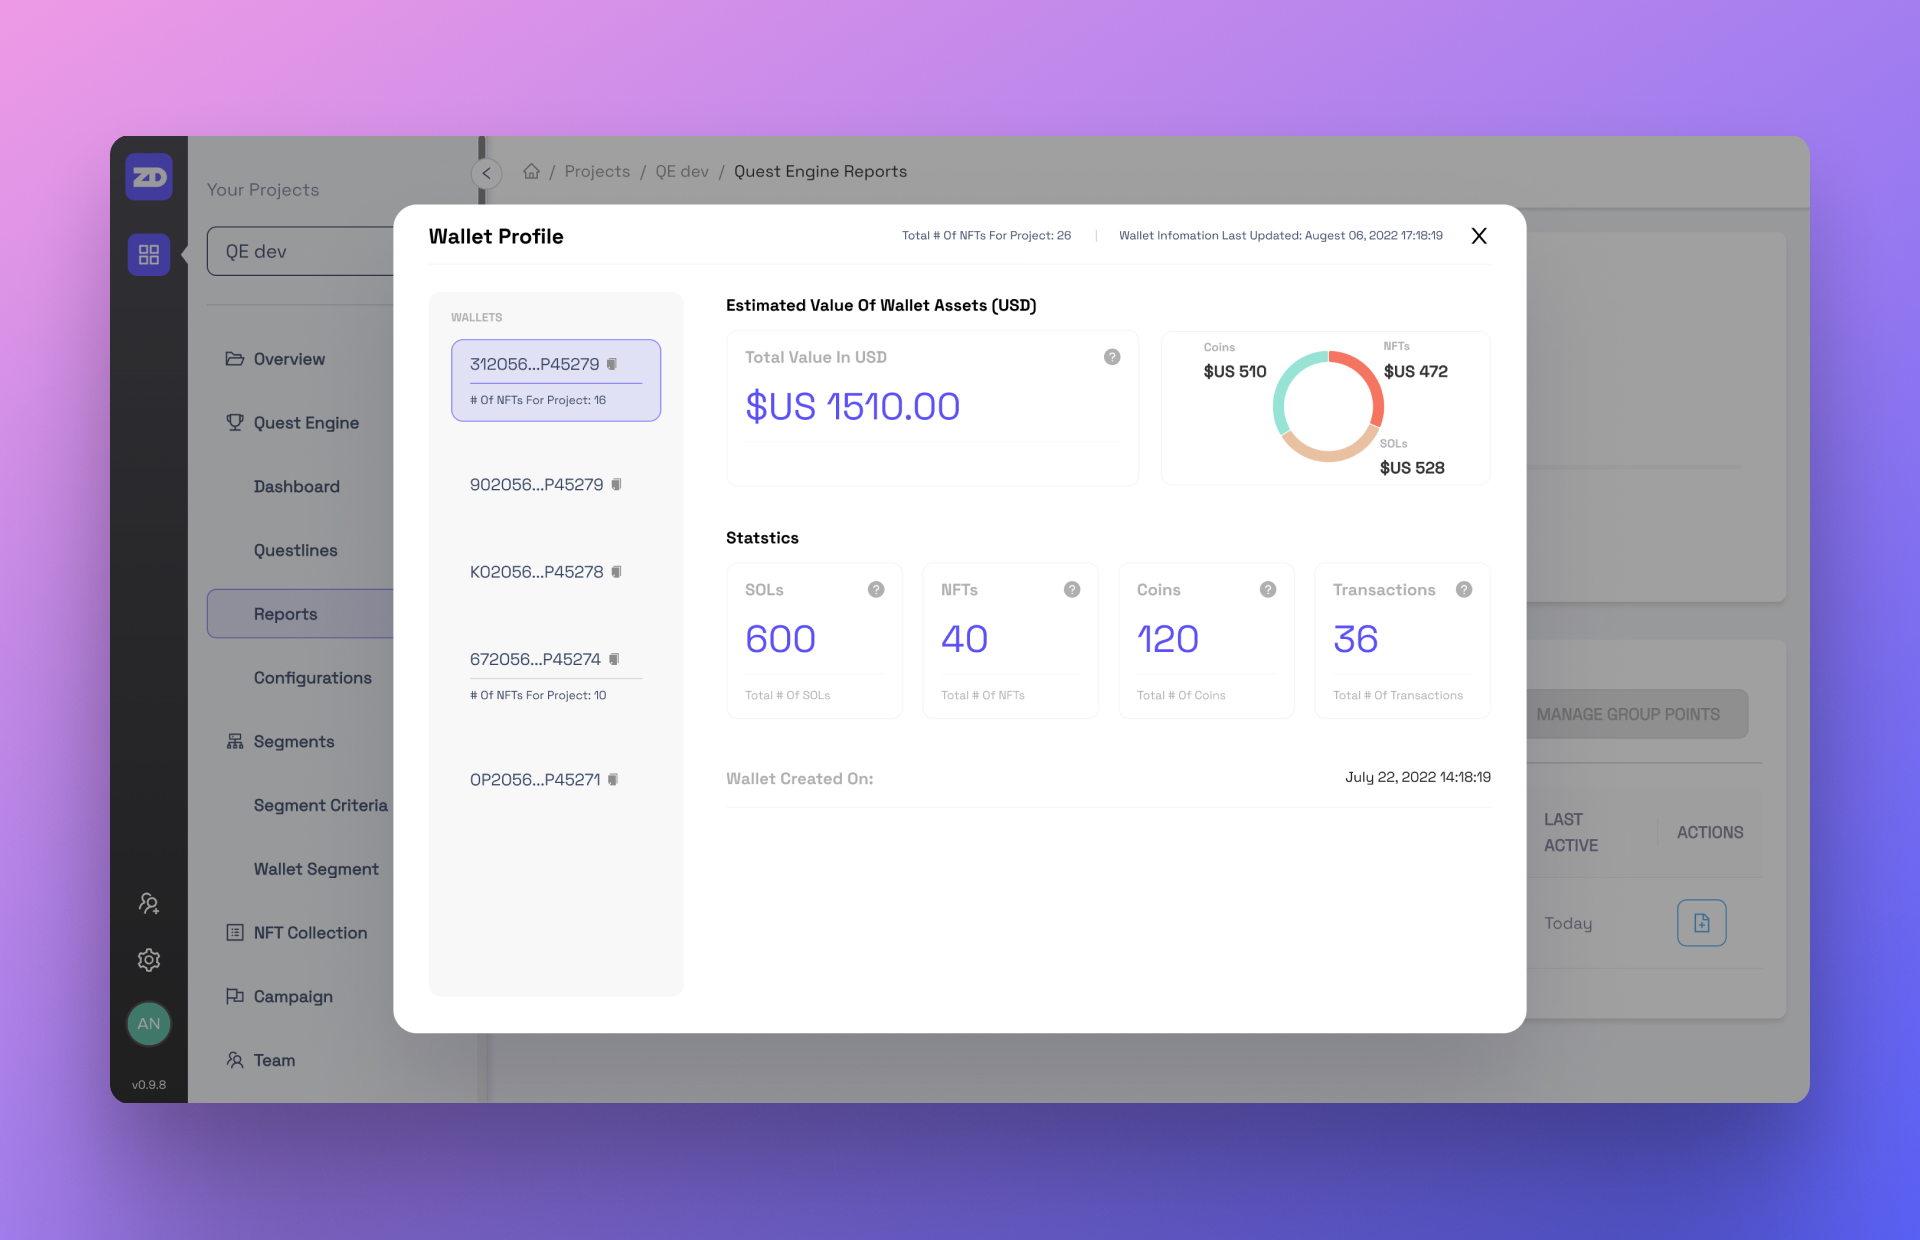 ZD
Your Projects
QE dev
Overview
Quest Engine
Dashboard
Questlines
Reports
Configurations
Segments
Segment Criteria
Wallet Segment
NFT Collection
Campaign
Team
AN
v0.9.8
/ Projects / QE dev / Quest Engine Reports
Wallet Profile
Total # Of NFTs For Project: 26
Wallet Infomation Last Updated: Augest 06, 2022 17:18:19
X
WALLETS
312056...P45279
# Of NFTs For Project: 16
902056...P45279
K02056...P45278
672056...P45274
# Of NFTs For Project: 10
OP2056...P45271
Estimated Value Of Wallet Assets (USD)
Total Value In USD
?
$US 1510.00
Coins
$US 510
NFTs
$US 472
SOLs
$US 528
Statstics
SOLs
?
600
Total # Of SOLs
NFTs
?
40
Total # Of NFTs
Coins
?
120
Total # Of Coins
Transactions
?
36
Total # Of Transactions
Wallet Created On:
July 22, 2022 14:18:19
MANAGE GROUP POINTS
LAST
ACTIVE
ACTIONS
Today